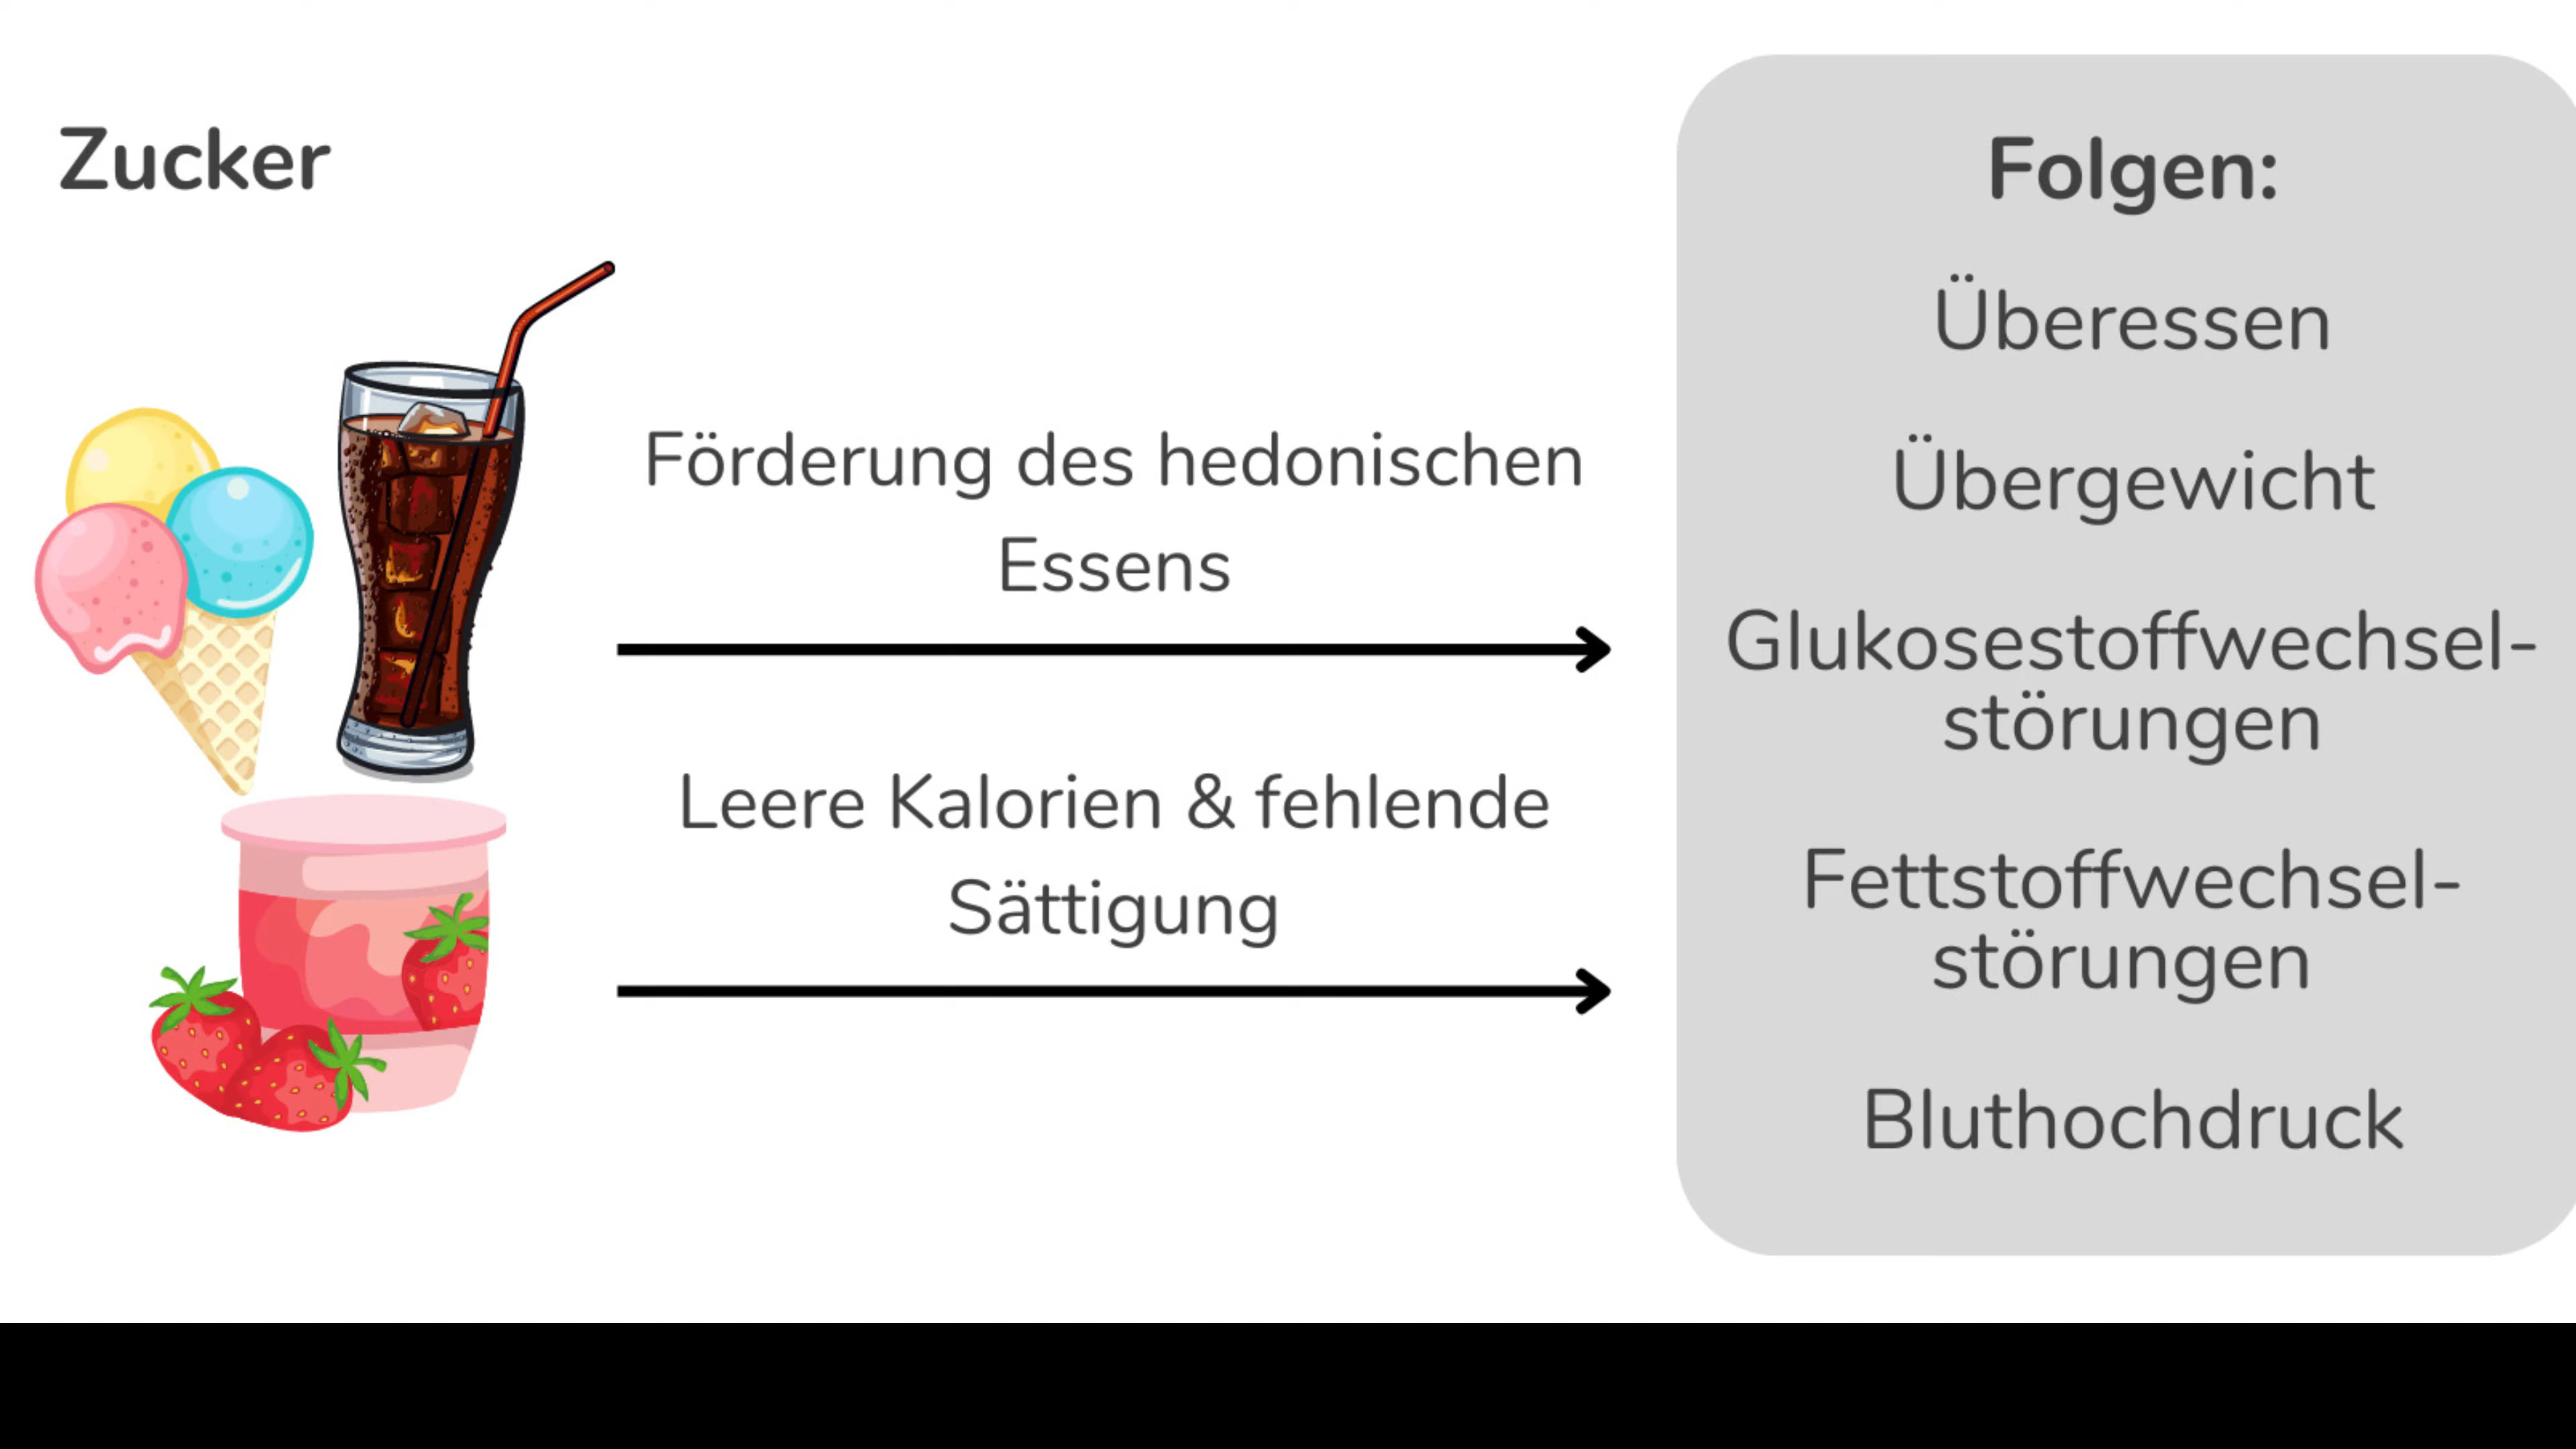 Zucker
Förderung des hedonischen
Essens
Leere Kalorien & fehlende
Sättigung
Folgen:
Überessen
Übergewicht
Glukosestoffwechsel-
störungen
Fettstoffwechsel-
störungen
Bluthochdruck